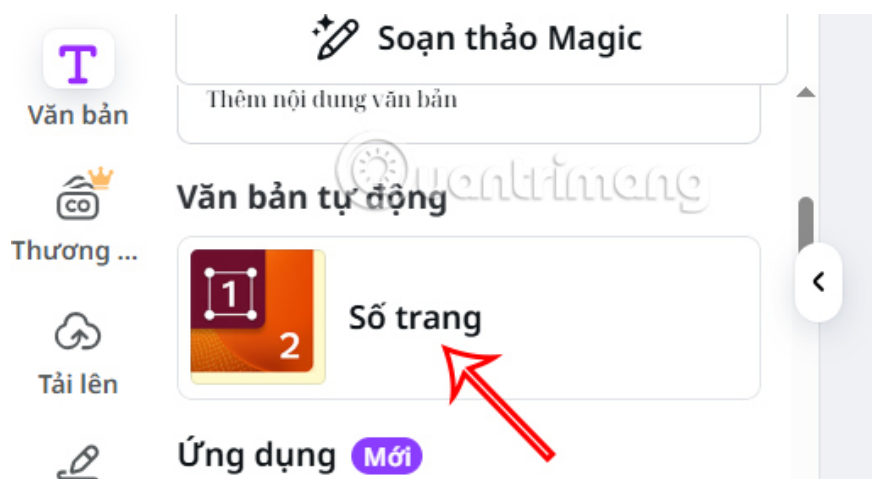 Soạn thảo Magic
Văn bản
Thêm nội dung văn bản
Quantrimang
Văn bản tự động
CO
Thương ...
1
2
Số trang
Tải lên
Ứng dụng Mới